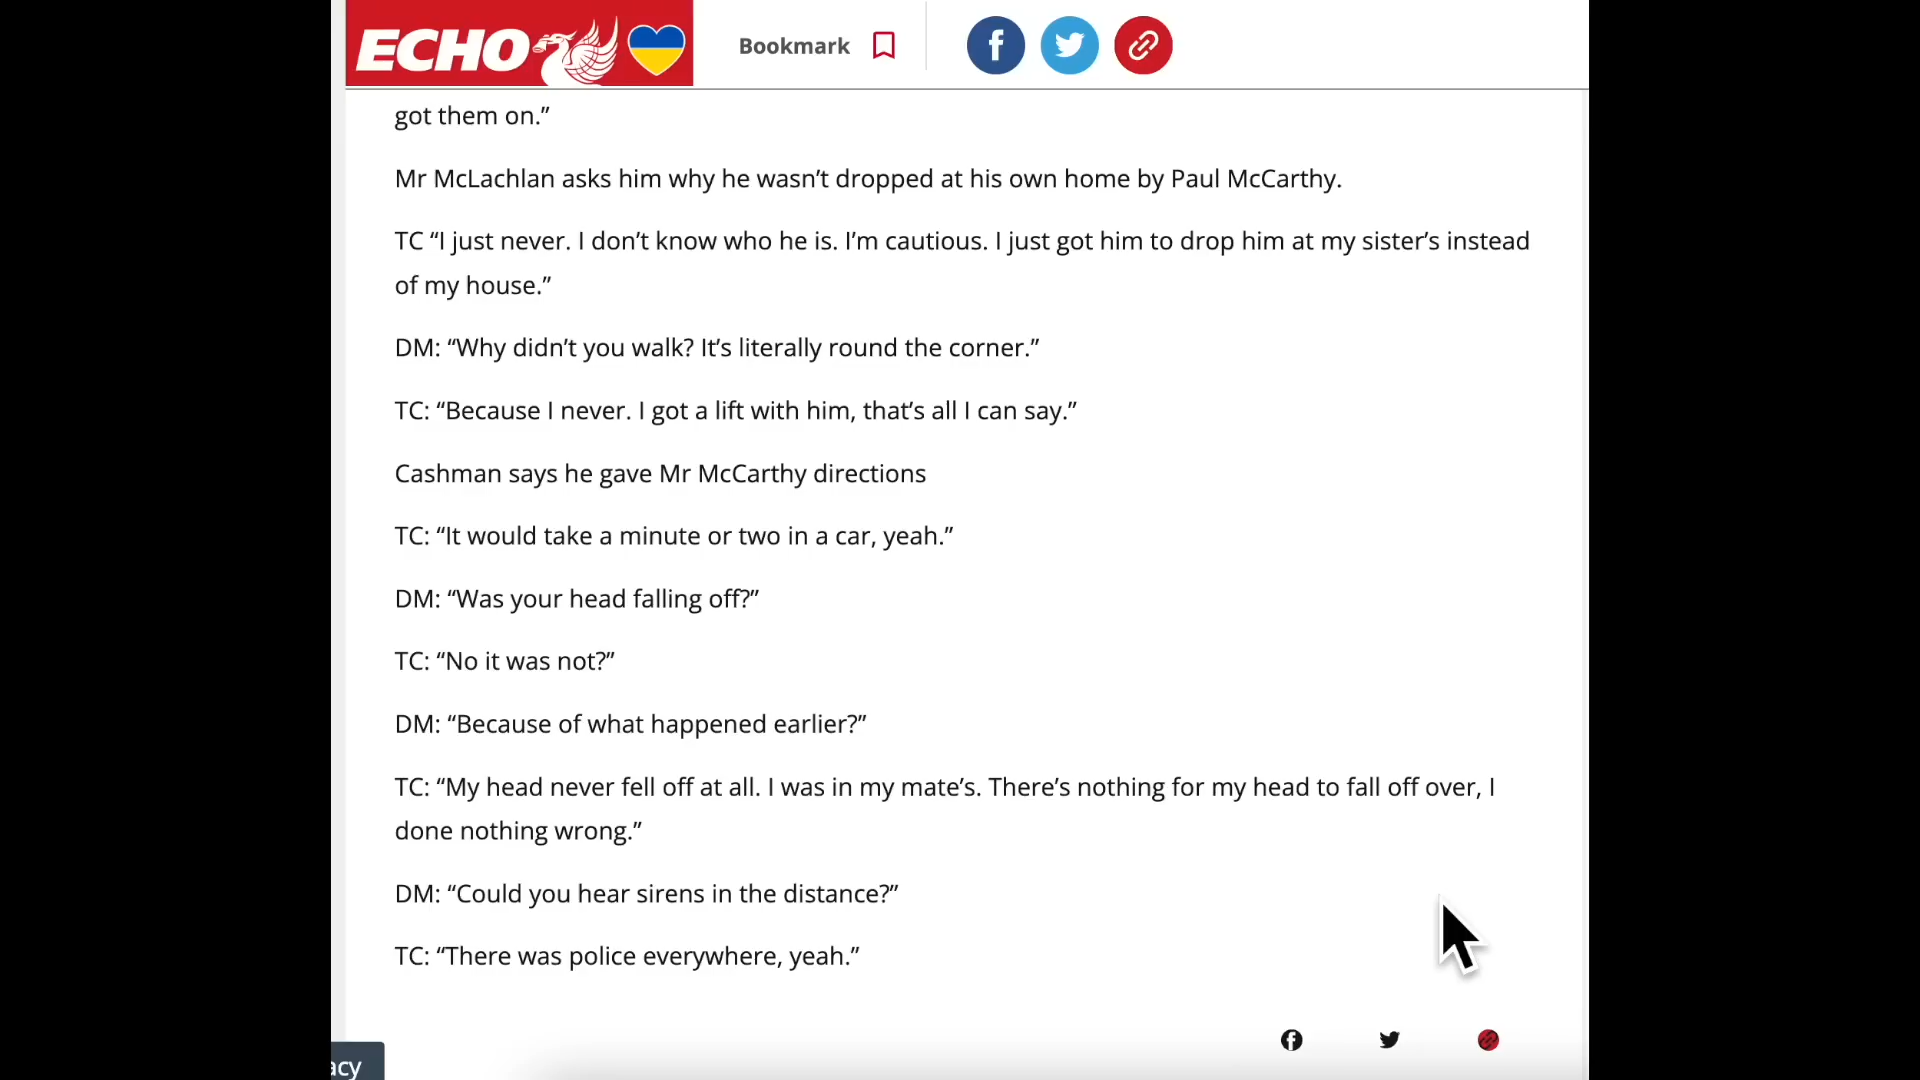 ECHO
Bookmark
got them on.”
Mr McLachlan asks him why he wasn’t dropped at his own home by Paul McCarthy.
TC “I just never. I don’t know who he is. I’m cautious. I just got him to drop him at my sister’s instead
of my house.”
DM: “Why didn’t you walk? It’s literally round the corner.”
TC: “Because I never. I got a lift with him, that’s all I can say.”
Cashman says he gave Mr McCarthy directions
TC: “It would take a minute or two in a car, yeah.”
DM: “Was your head falling off?”
TC: “No it was not?”
DM: “Because of what happened earlier?”
TC: “My head never fell off at all. I was in my mate’s. There’s nothing for my head to fall off over, I
done nothing wrong.”
DM: “Could you hear sirens in the distance?”
TC: “There was police everywhere, yeah.”
acy